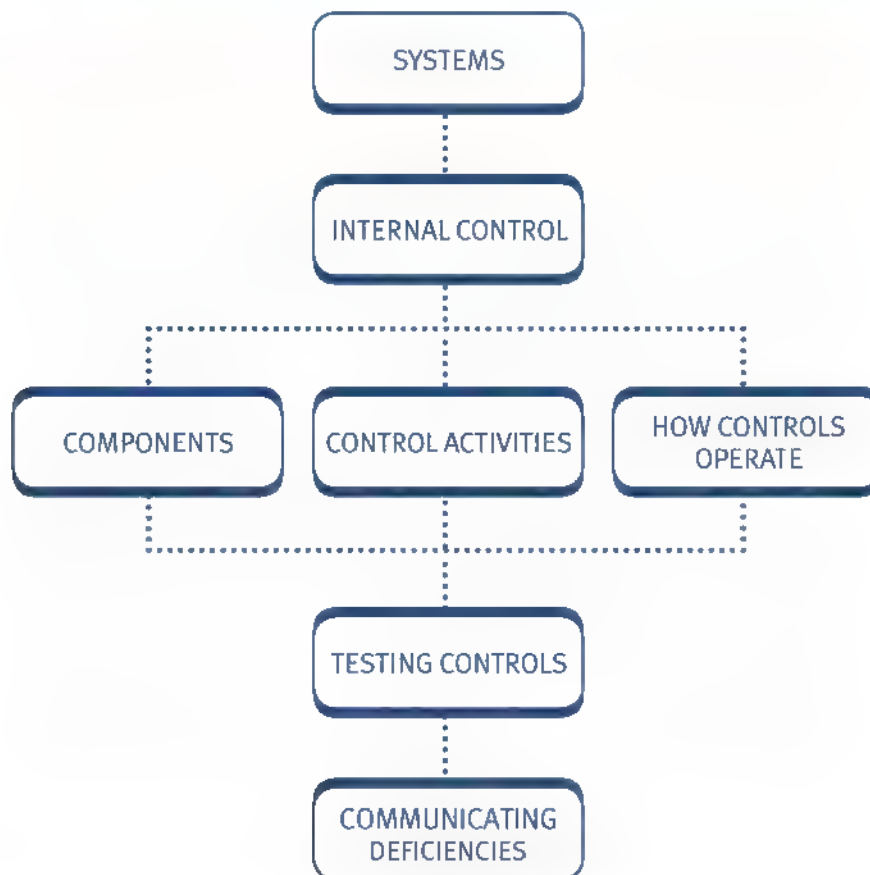 SYSTEMS
INTERNAL CONTROL
COMPONENTS
CONTROL ACTIVITIES
HOW CONTROLS
OPERATE
TESTING CONTROLS
COMMUNICATING
DEFICIENCIES